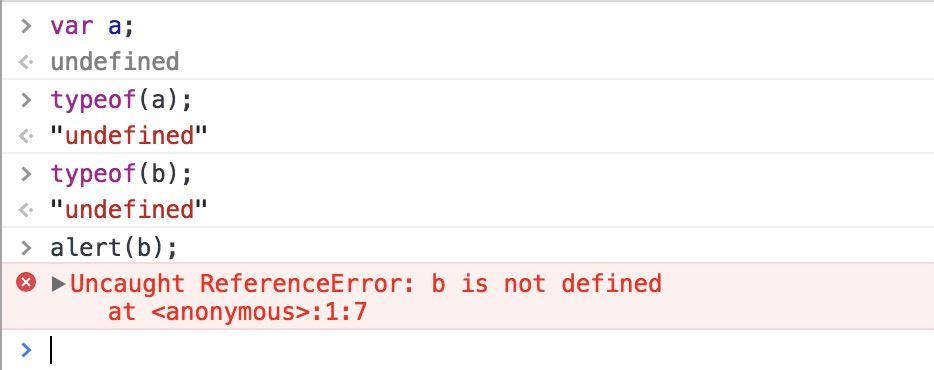 > var a;
<· undefined
> typeof(a);
<· "undefined"
> typeof(b);
<· "undefined"
> alert(b);
▶Uncaught ReferenceError: b is not defined
at <anonymous>:1:7
>